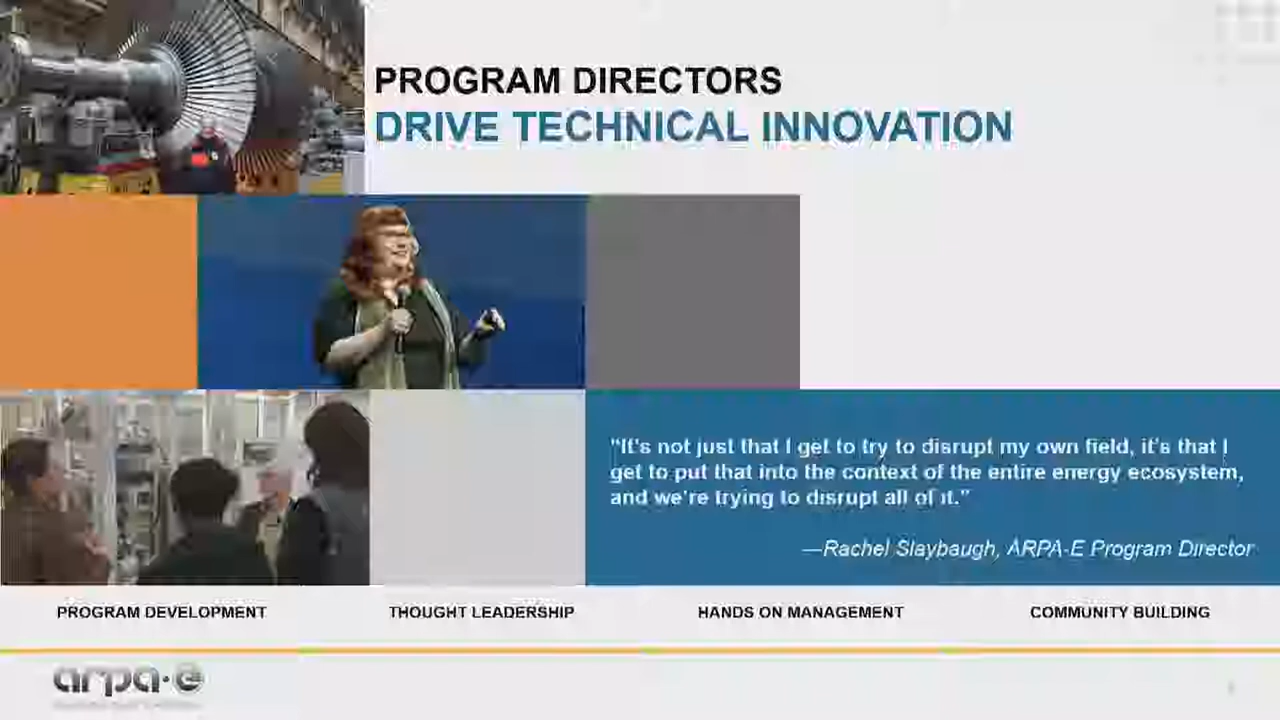 PROGRAM DIRECTORS
DRIVE TECHNICAL INNOVATION
"It's not just that I get to try to disrupt my own field, it's that I
get to put that into the context of the entire energy ecosystem,
and we're trying to disrupt all of it."
—Rachel Slaybaugh, ARPA-E Program Director
PROGRAM DEVELOPMENT
THOUGHT LEADERSHIP
HANDS ON MANAGEMENT
COMMUNITY BUILDING
arpa·e